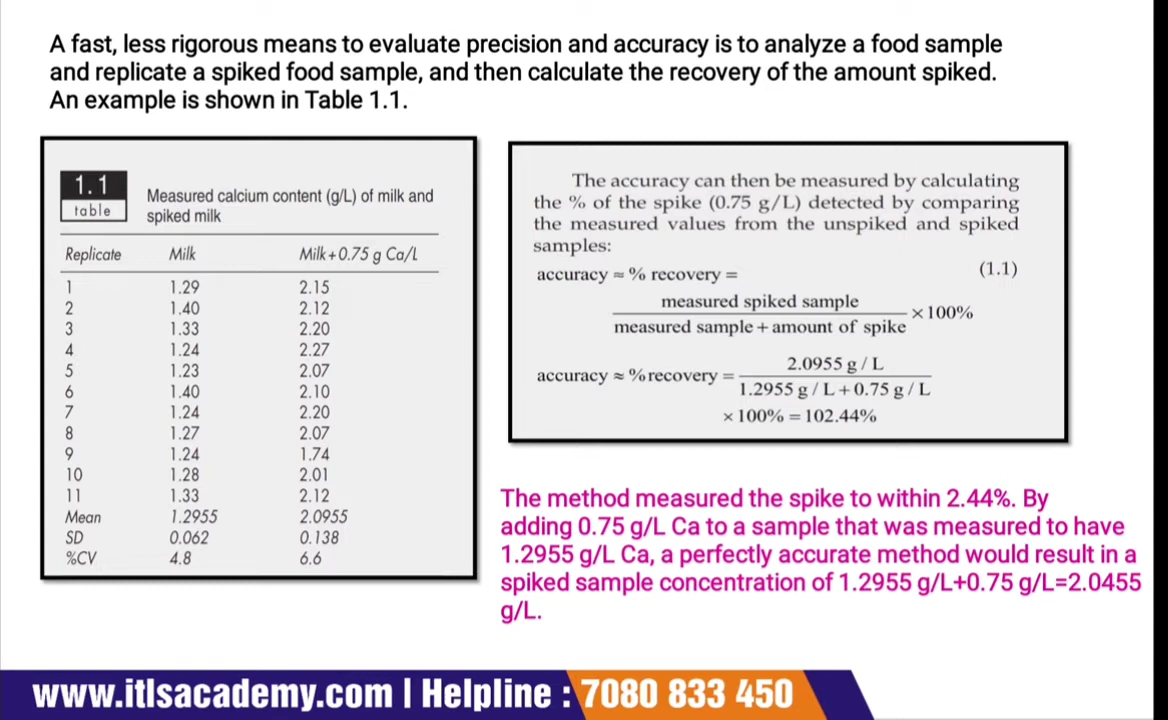 A fast, less rigorous means to evaluate precision and accuracy is to analyze a food sample
and replicate a spiked food sample, and then calculate the recovery of the amount spiked.
An example is shown in Table 1.1.
1.1
table
Measured calcium content (g/L) of milk and
spiked milk
Replicate Milk Milk+0.75 g Ca/L
1 1.29 2.15
2 1.40 2.12
3 1.33 2.20
4 1.24 2.27
5 1.23 2.07
6 1.40 2.10
7 1.24 2.20
8 1.27 2.07
9 1.24 1.74
10 1.28 2.01
11 1.33 2.12
Mean 1.2955 2.0955
SD 0.062 0.138
%CV 4.8 6.6
The accuracy can then be measured by calculating
the % of the spike (0.75 g/L) detected by comparing
the measured values from the unspiked and spiked
samples:
accuracy ≈ % recovery = (1.1)
measured spiked sample
measured sample + amount of spike
×100%
2.0955 g / L
accuracy ≈ %recovery =
1.2955 g / L + 0.75 g / L
× 100% = 102.44%
The method measured the spike to within 2.44%. By
adding 0.75 g/L Ca to a sample that was measured to have
1.2955 g/L Ca, a perfectly accurate method would result in a
spiked sample concentration of 1.2955 g/L+0.75 g/L=2.0455
g/L.
www.itlsacademy.com | Helpline : 7080 833 450